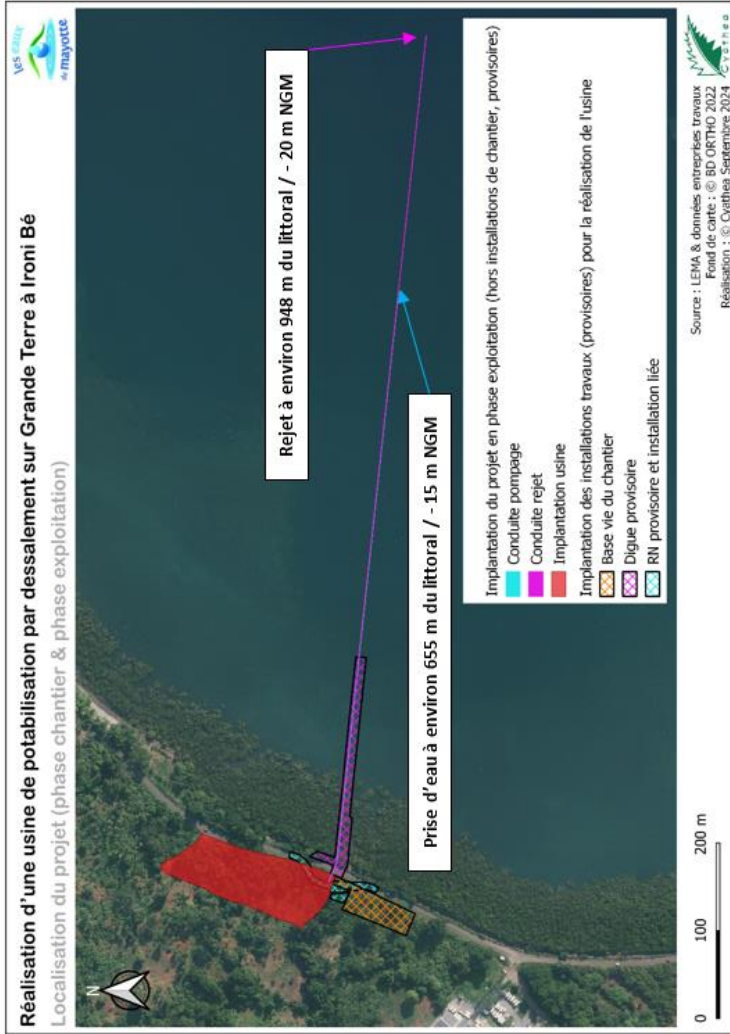 Réalisation d'une usine de potabilisation par dessalement sur Grande Terre à Ironi Bé
Localisation du projet (phase chantier & phase exploitation)
les eaux
de mayotte
N
Rejet à environ 948 m du littoral / - 20 m NGM
Prise d'eau à environ 655 m du littoral / -15 m NGM
Implantation du projet en phase exploitation (hors installations de chantier, provisoires)
Conduite pompage
Conduite rejet
Implantation usine
Implantation des installations travaux (provisoires) pour la réalisation de l'usine
Base vie du chantier
Digue provisoire
RN provisoire et installation liée
0 100 200 m
Source : LEMA & données entreprises travaux
Fond de carte : © BD ORTHO 2022
Réalisation : © Cyathea Septembre 2024
Cyathea